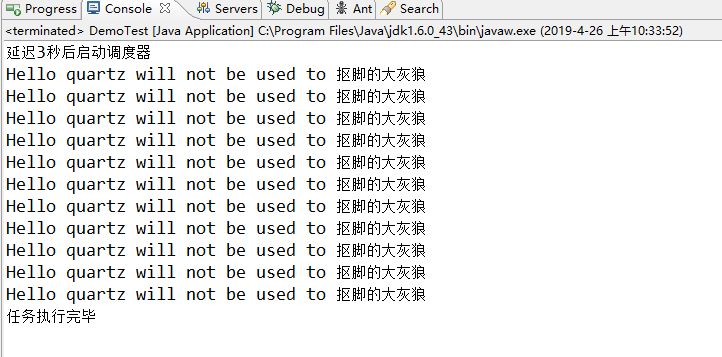 Progress Console Servers Debug Ant Search
<terminated> DemoTest [Java Application] C:\Program Files\Java\jdk1.6.0_43\bin\javaw.exe (2019-4-26 上午10:33:52)
延迟3秒后启动调度器
Hello quartz will not be used to 抠脚的大灰狼
Hello quartz will not be used to 抠脚的大灰狼
Hello quartz will not be used to 抠脚的大灰狼
Hello quartz will not be used to 抠脚的大灰狼
Hello quartz will not be used to 抠脚的大灰狼
Hello quartz will not be used to 抠脚的大灰狼
Hello quartz will not be used to 抠脚的大灰狼
Hello quartz will not be used to 抠脚的大灰狼
Hello quartz will not be used to 抠脚的大灰狼
Hello quartz will not be used to 抠脚的大灰狼
Hello quartz will not be used to 抠脚的大灰狼
任务执行完毕